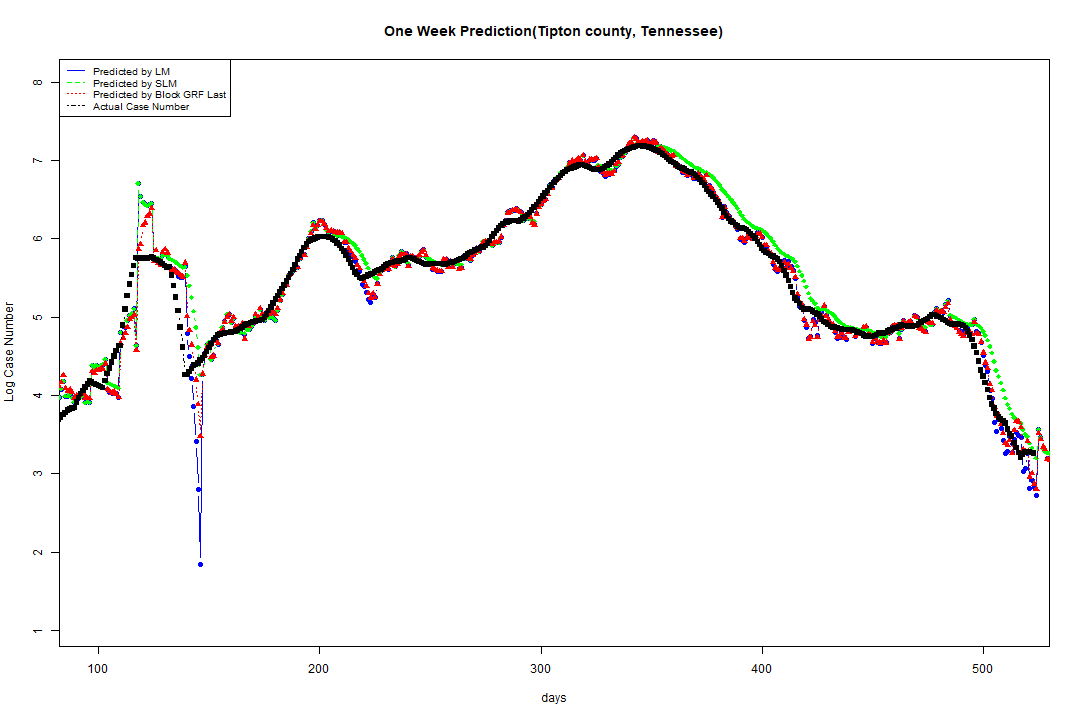 One Week Prediction(Tipton county, Tennessee)
Predicted by LM
Predicted by SLM
Predicted by Block GRF Last
Actual Case Number
8
7
6
5
4
3
2
1
Log Case Number
100 200 300 400 500
days